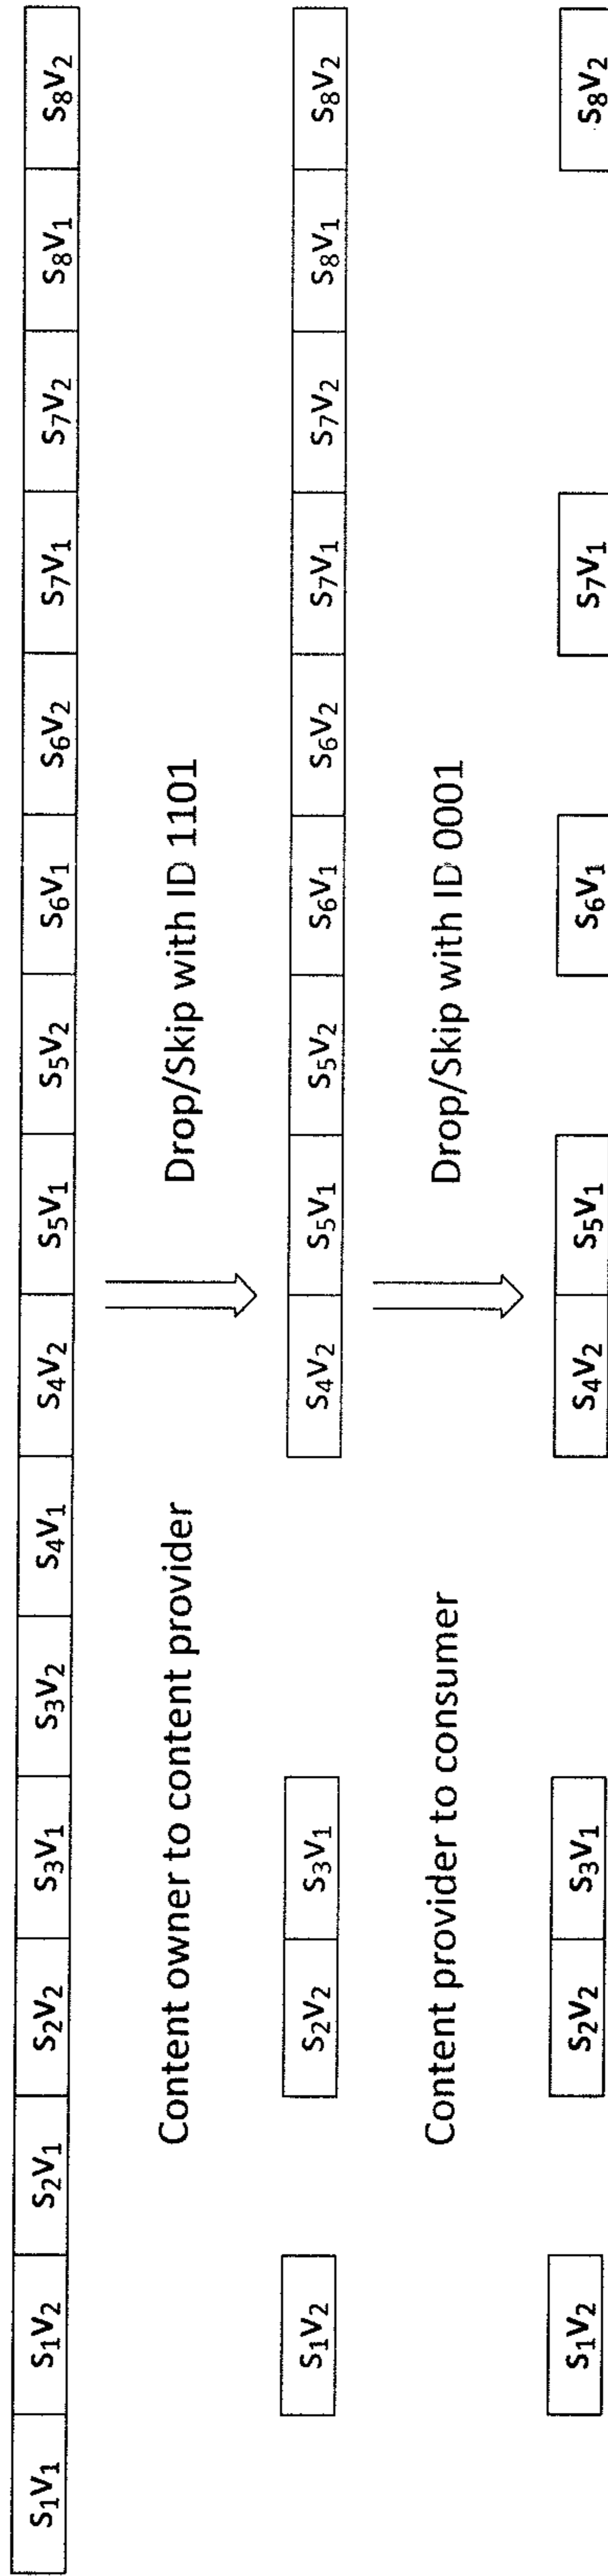 S₁V₁ S₁V₂ S₂V₁ S₂V₂ S₃V₁ S₃V₂ S₄V₁ S₄V₂ S₅V₁ S₅V₂ S₆V₁ S₆V₂ S₇V₁ S₇V₂ S₈V₁ S₈V₂
Content owner to content provider Drop/Skip with ID 1101
S₁V₂ S₂V₂ S₃V₁ S₄V₂ S₅V₁ S₅V₂ S₆V₁ S₆V₂ S₇V₁ S₇V₂ S₈V₁ S₈V₂
Content provider to consumer Drop/Skip with ID 0001
S₁V₂ S₂V₂ S₃V₁ S₄V₂ S₅V₁ S₆V₁ S₇V₁ S₈V₂